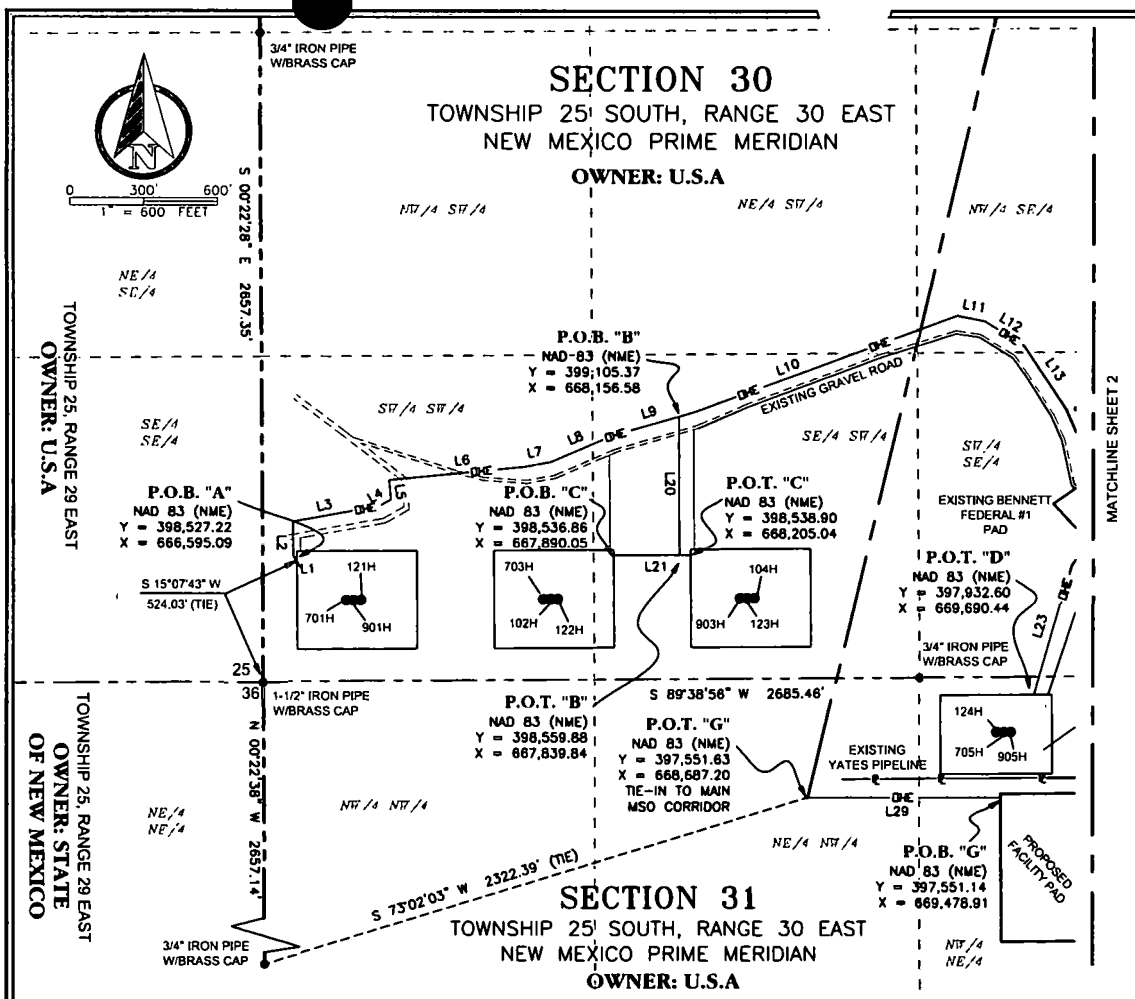 3/4" IRON PIPE
W/BRASS CAP
SECTION 30
TOWNSHIP 25 SOUTH, RANGE 30 EAST
NEW MEXICO PRIME MERIDIAN
OWNER: U.S.A
N
0 300' 600'
1" = 600 FEET
S 00°22'28" E 2657.35'
NW/4 SW/4
NE/4 SW/4
NW/4 SE/4
NE/4
SE/4
TOWNSHIP 25, RANGE 29 EAST
OWNER: U.S.A
P.O.B. "B"
NAD-83 (NME)
Y = 399,105.37
X = 668,156.58
L11
L12
OHE
L13
OHE
L10
OHE
EXISTING GRAVEL ROAD
MATCHLINE SHEET 2
SE/4
SE/4
SW/4 SW/4
L9
OHE
L8
L7
L6
OHE
SE/4 SW/4
SW/4
SE/4
L5
L4
OHE
L3
L2
L1
L20
P.O.B. "A"
NAD 83 (NME)
Y = 398,527.22
X = 666,595.09
P.O.B. "C"
NAD 83 (NME)
Y = 398,536.86
X = 667,890.05
P.O.T. "C"
NAD 83 (NME)
Y = 398,538.90
X = 668,205.04
EXISTING BENNETT
FEDERAL #1
PAD
S 15°07'43" W
524.03' (TIE)
121H
701H
901H
703H
102H
122H
L21
104H
903H
123H
P.O.T. "D"
NAD 83 (NME)
Y = 397,932.60
X = 669,690.44
OHE
L23
3/4" IRON PIPE
W/BRASS CAP
25
36
1-1/2" IRON PIPE
W/BRASS CAP
S 89°38'56" W 2685.46'
P.O.T. "B"
NAD 83 (NME)
Y = 398,559.88
X = 667,839.84
P.O.T. "G"
NAD 83 (NME)
Y = 397,551.63
X = 668,687.20
TIE-IN TO MAIN
MSO CORRIDOR
124H
705H
905H
EXISTING
YATES PIPELINE
OHE
L29
TOWNSHIP 25, RANGE 29 EAST
OWNER: STATE
OF NEW MEXICO
N 00°22'38" W 2657.14'
NE/4
NE/4
NW/4 NW/4
NE/4 NW/4
P.O.B. "G"
NAD 83 (NME)
Y = 397,551.14
X = 669,478.91
PROPOSED
FACILITY PAD
S 73°02'03" W 2322.39' (TIE)
SECTION 31
TOWNSHIP 25 SOUTH, RANGE 30 EAST
NEW MEXICO PRIME MERIDIAN
OWNER: U.S.A
3/4" IRON PIPE
W/BRASS CAP
NW/4
NE/4